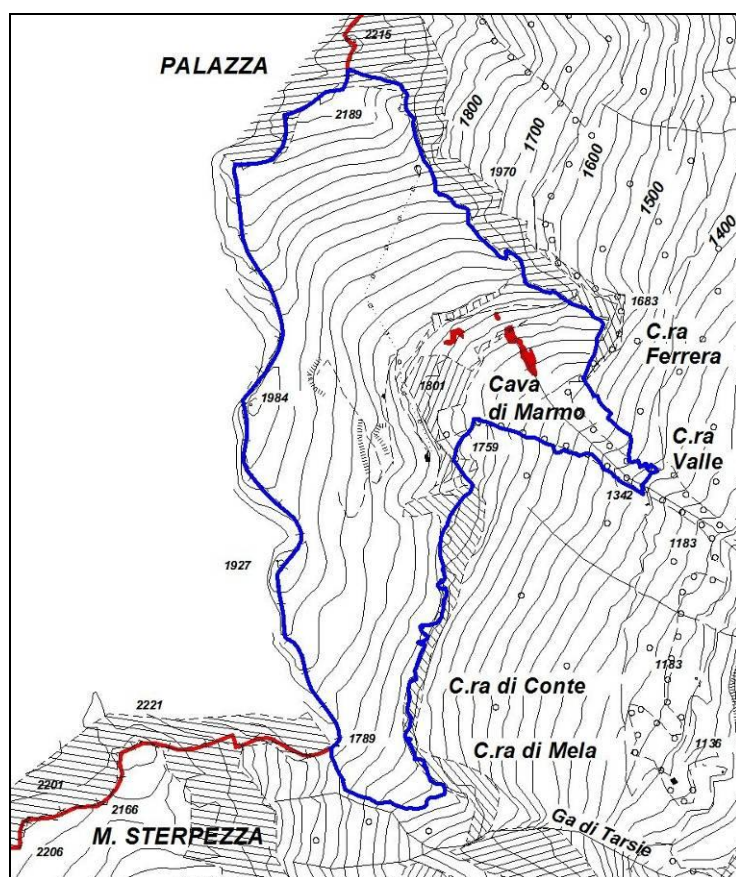 2215
PALAZZA
2189
1800
1700
1600
1500
1400
1970
1683
C.ra
Ferrera
1801
Cava
di Marmo
1984
1759
C.ra
Valle
1342
1183
1927
1183
C.ra di Conte
2221
1789
1136
C.ra di Mela
2201
2166
M. STERPEZZA
2206
Ga di Tarsie